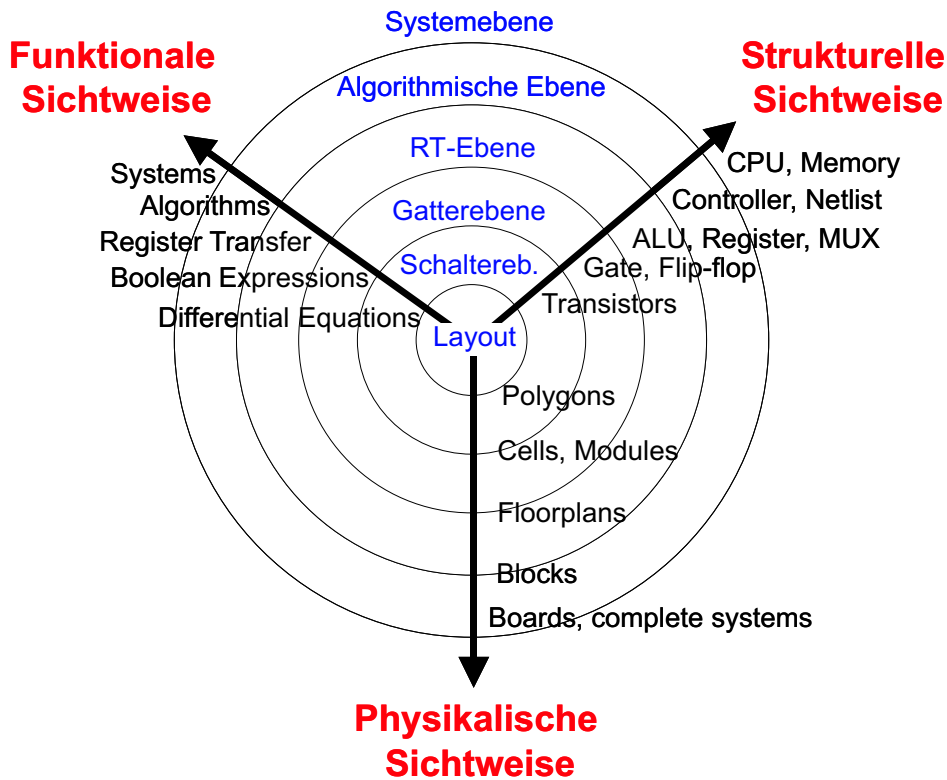 Systemebene
Funktionale
Sichtweise
Strukturelle
Sichtweise
Algorithmische Ebene
RT-Ebene
Gatterebene
Schaltereb.
Layout
Systems
Algorithms
Register Transfer
Boolean Expressions
Differential Equations
CPU, Memory
Controller, Netlist
ALU, Register, MUX
Gate, Flip-flop
Transistors
Polygons
Cells, Modules
Floorplans
Blocks
Boards, complete systems
Physikalische
Sichtweise